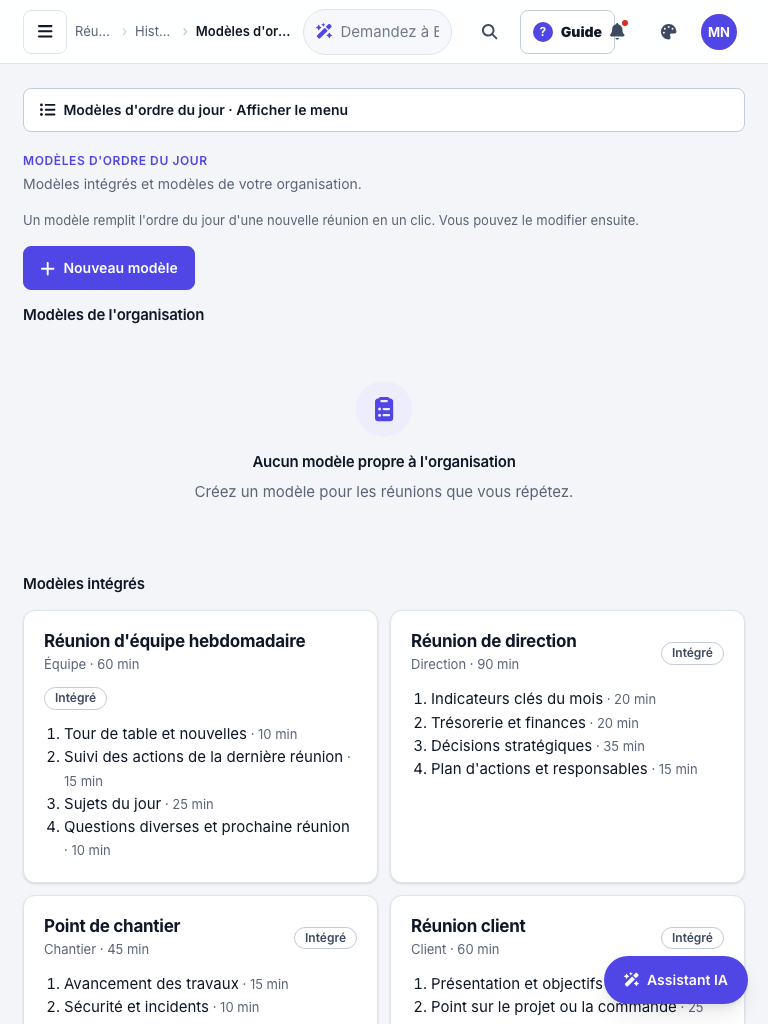 Réu... › Hist... › Modèles d'or... Demandez à E ? Guide MN
Modèles d'ordre du jour · Afficher le menu
MODÈLES D'ORDRE DU JOUR
Modèles intégrés et modèles de votre organisation.
Un modèle remplit l'ordre du jour d'une nouvelle réunion en un clic. Vous pouvez le modifier ensuite.
+ Nouveau modèle
Modèles de l'organisation
Aucun modèle propre à l'organisation
Créez un modèle pour les réunions que vous répétez.
Modèles intégrés
Réunion d'équipe hebdomadaire
Équipe · 60 min
Intégré
1. Tour de table et nouvelles · 10 min
2. Suivi des actions de la dernière réunion ·
15 min
3. Sujets du jour · 25 min
4. Questions diverses et prochaine réunion
· 10 min
Réunion de direction
Direction · 90 min
Intégré
1. Indicateurs clés du mois · 20 min
2. Trésorerie et finances · 20 min
3. Décisions stratégiques · 35 min
4. Plan d'actions et responsables · 15 min
Point de chantier
Chantier · 45 min
Intégré
1. Avancement des travaux · 15 min
2. Sécurité et incidents · 10 min
Réunion client
Client · 60 min
Intégré
1. Présentation et objectifs
2. Point sur le projet ou la commande · 25
Assistant IA